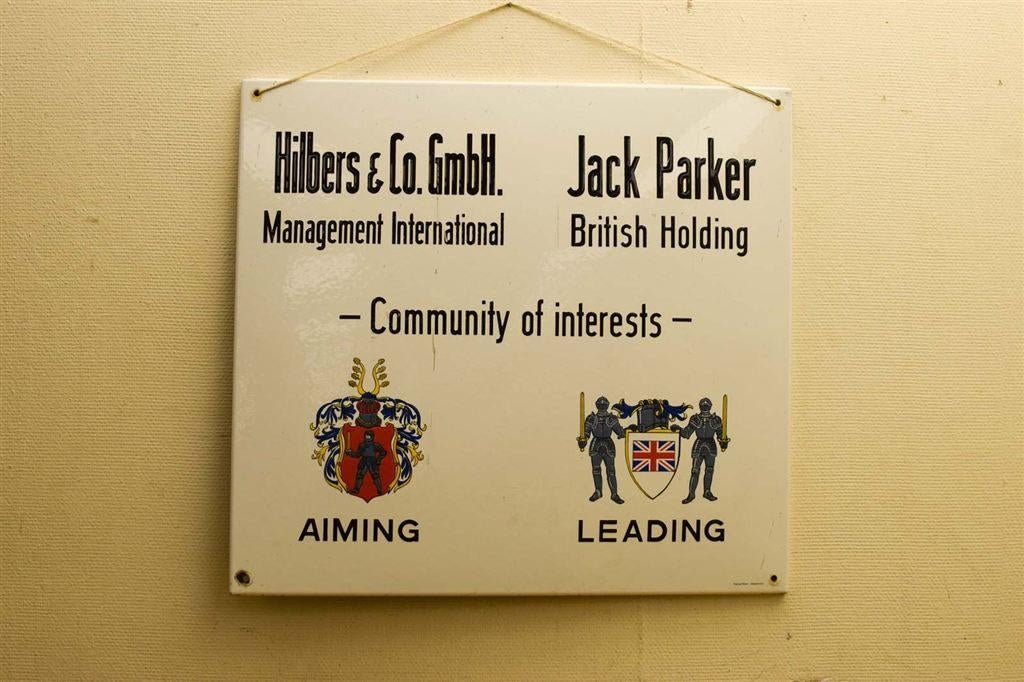 Hilbers & Co. GmbH.
Management International
Jack Parker
British Holding
– Community of interests –
AIMING
LEADING